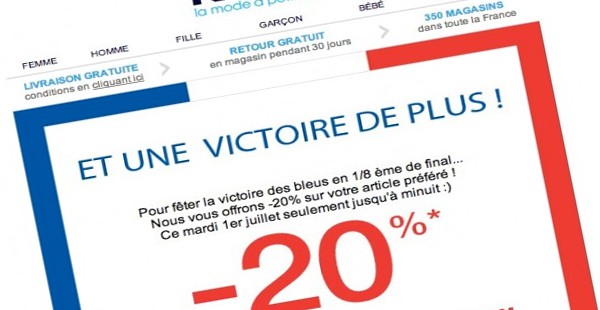 la mode à p
FEMME HOMME FILLE GARÇON BÉBÉ
LIVRAISON GRATUITE
conditions en cliquant ici
RETOUR GRATUIT
en magasin pendant 30 jours
350 MAGASINS
dans toute la France
ET UNE VICTOIRE DE PLUS !
Pour fêter la victoire des bleus en 1/8 ème de final...
Nous vous offrons -20% sur votre article préféré !
Ce mardi 1er juillet seulement jusqu'à minuit :)
-20%*